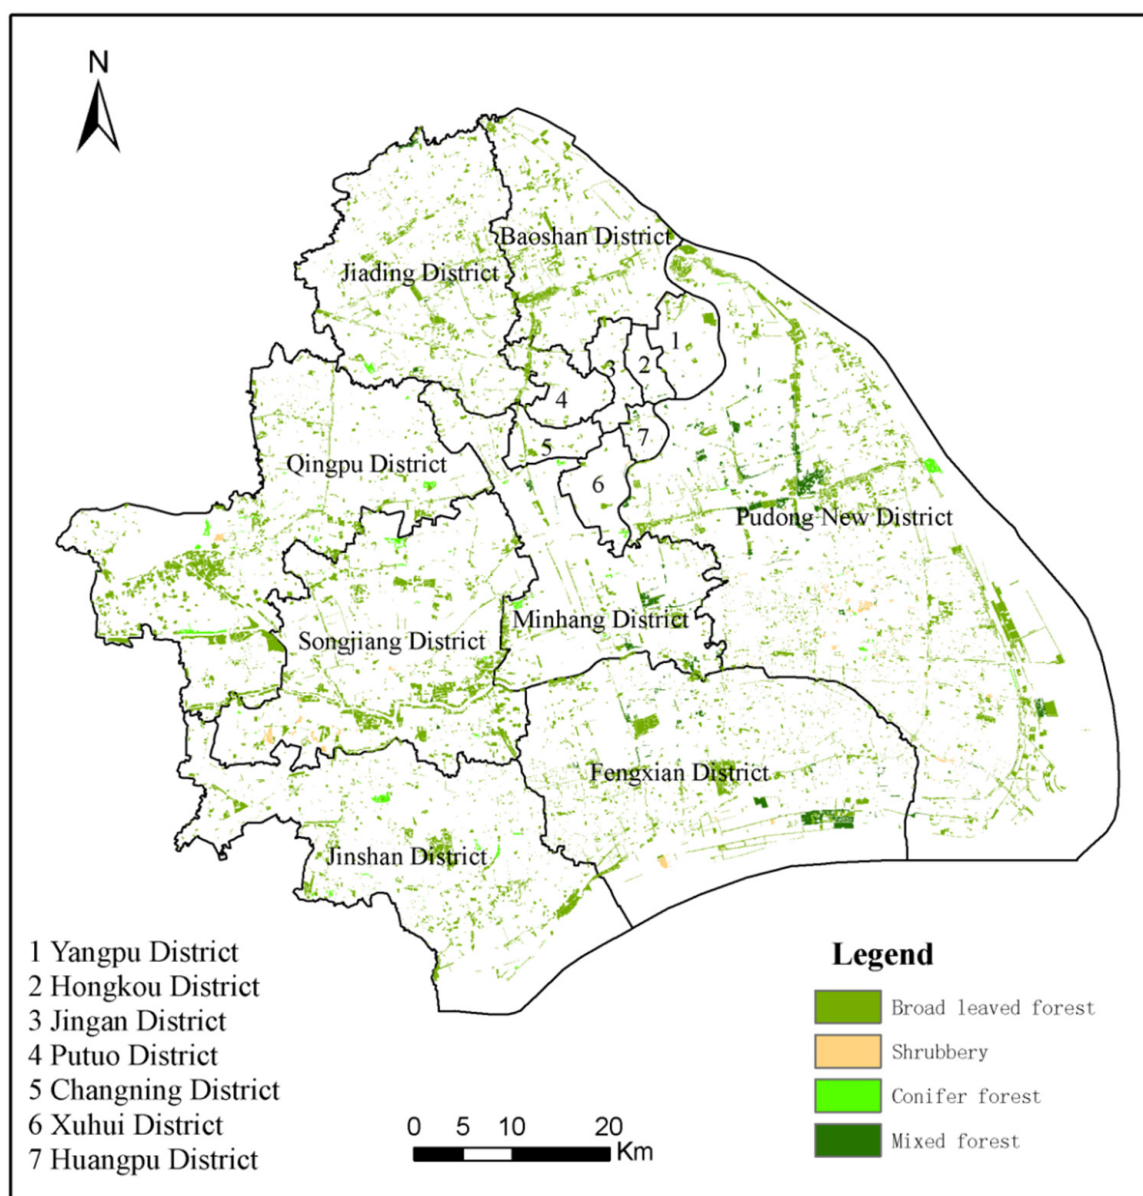 N
Baoshan District
Jiading District
1
2
3
4
5
7
Qingpu District
6
Pudong New District
Minhang District
Songjiang District
Fengxian District
Jinshan District
1 Yangpu District
2 Hongkou District
3 Jingan District
4 Putuo District
5 Changning District
6 Xuhui District
7 Huangpu District
0 5 10 20
Km
Legend
Broad leaved forest
Shrubbery
Conifer forest
Mixed forest